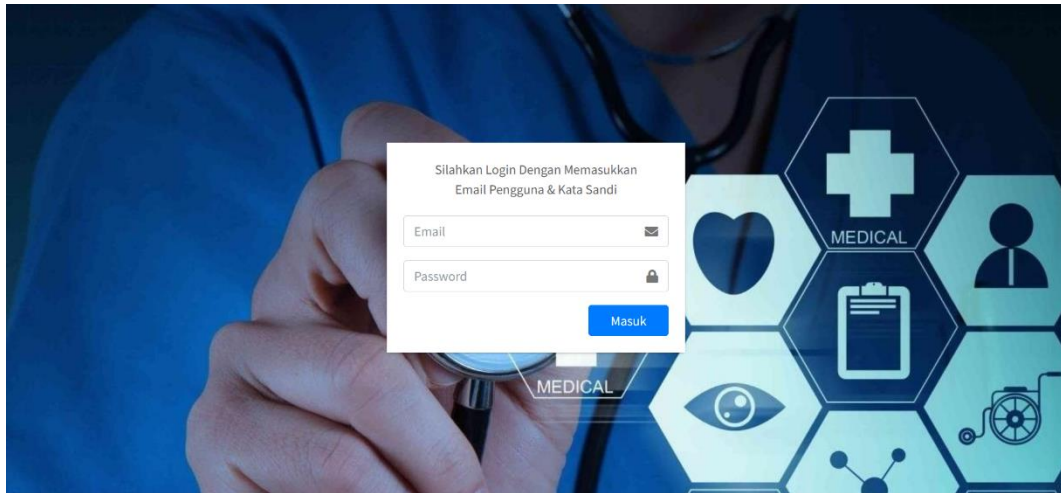 Silahkan Login Dengan Memasukkan
Email Pengguna & Kata Sandi
Email
Password
Masuk
MEDICAL
MEDICAL